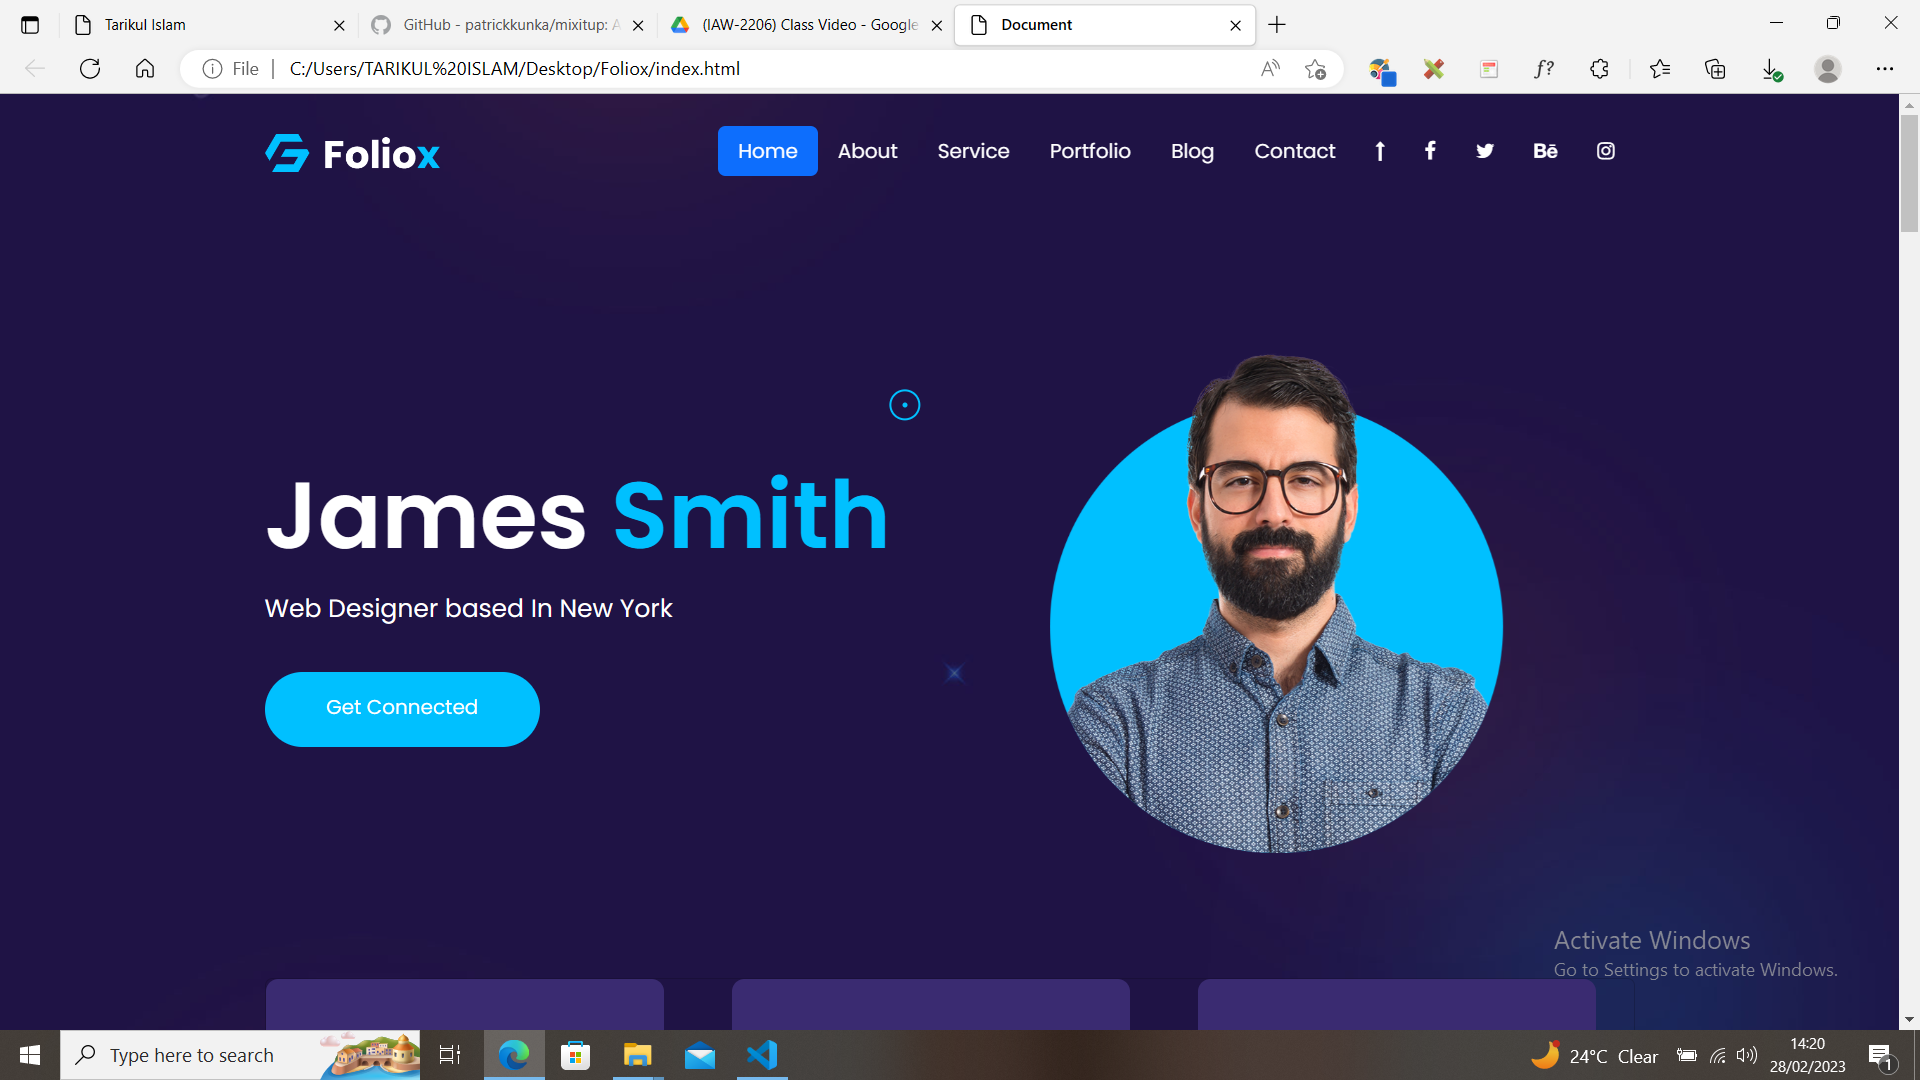 Tarikul Islam
GitHub - patrickkunka/mixitup: A
(IAW-2206) Class Video - Google
Document
File
C:/Users/TARIKUL%20ISLAM/Desktop/Foliox/index.html
Foliox
Home
About
Service
Portfolio
Blog
Contact
James Smith
Web Designer based In New York
Get Connected
Activate Windows
Go to Settings to activate Windows.
Type here to search
24°C Clear
14:20
28/02/2023
1